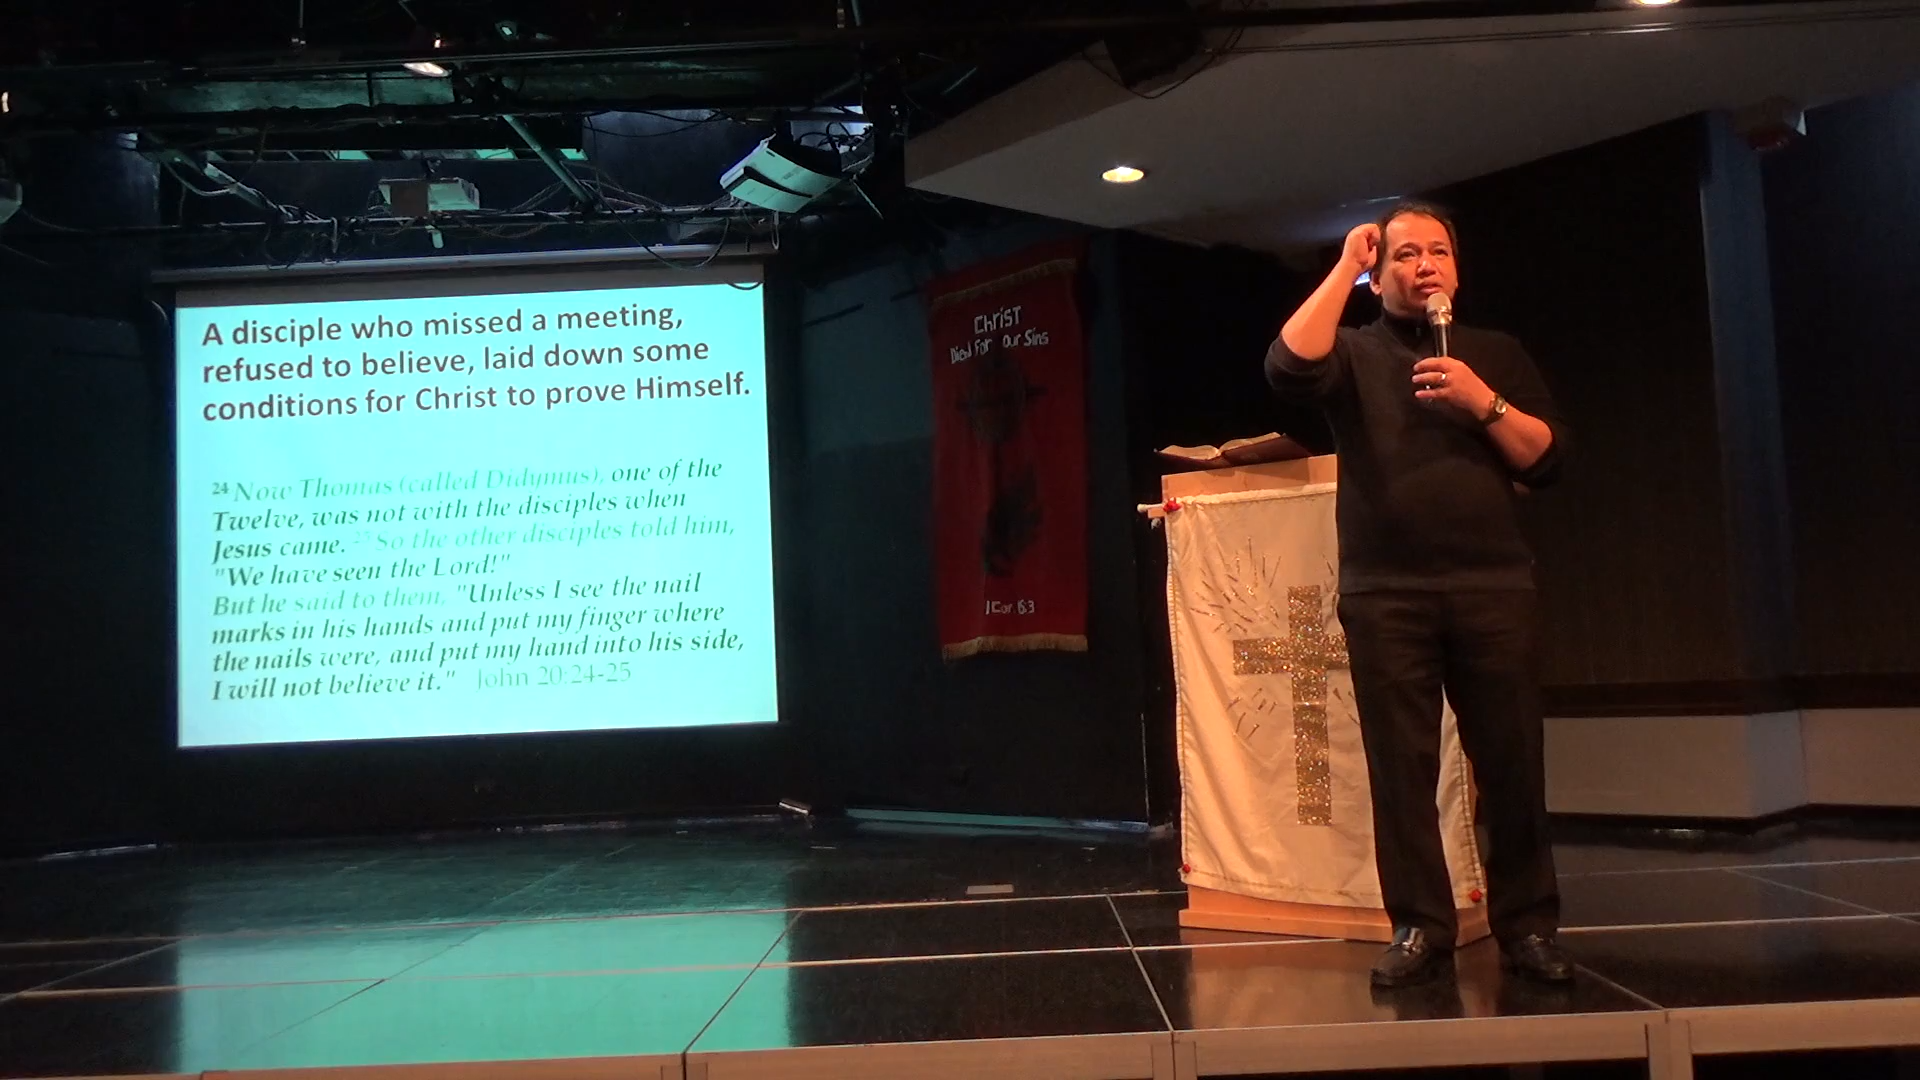 A disciple who missed a meeting,
refused to believe, laid down some
conditions for Christ to prove Himself.
24 Now Thomas (called Didymus), one of the
Twelve, was not with the disciples when
Jesus came. 25 So the other disciples told him,
"We have seen the Lord!"
But he said to them, "Unless I see the nail
marks in his hands and put my finger where
the nails were, and put my hand into his side,
I will not believe it." John 20:24-25
Christ
Died For our Sins
1 Cor. 15:3